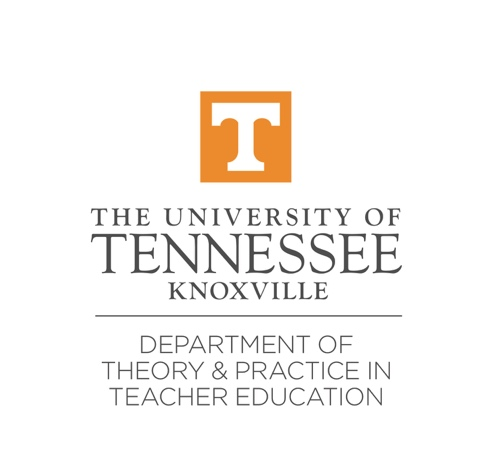 T
THE UNIVERSITY OF
TENNESSEE
KNOXVILLE
DEPARTMENT OF
THEORY & PRACTICE IN
TEACHER EDUCATION